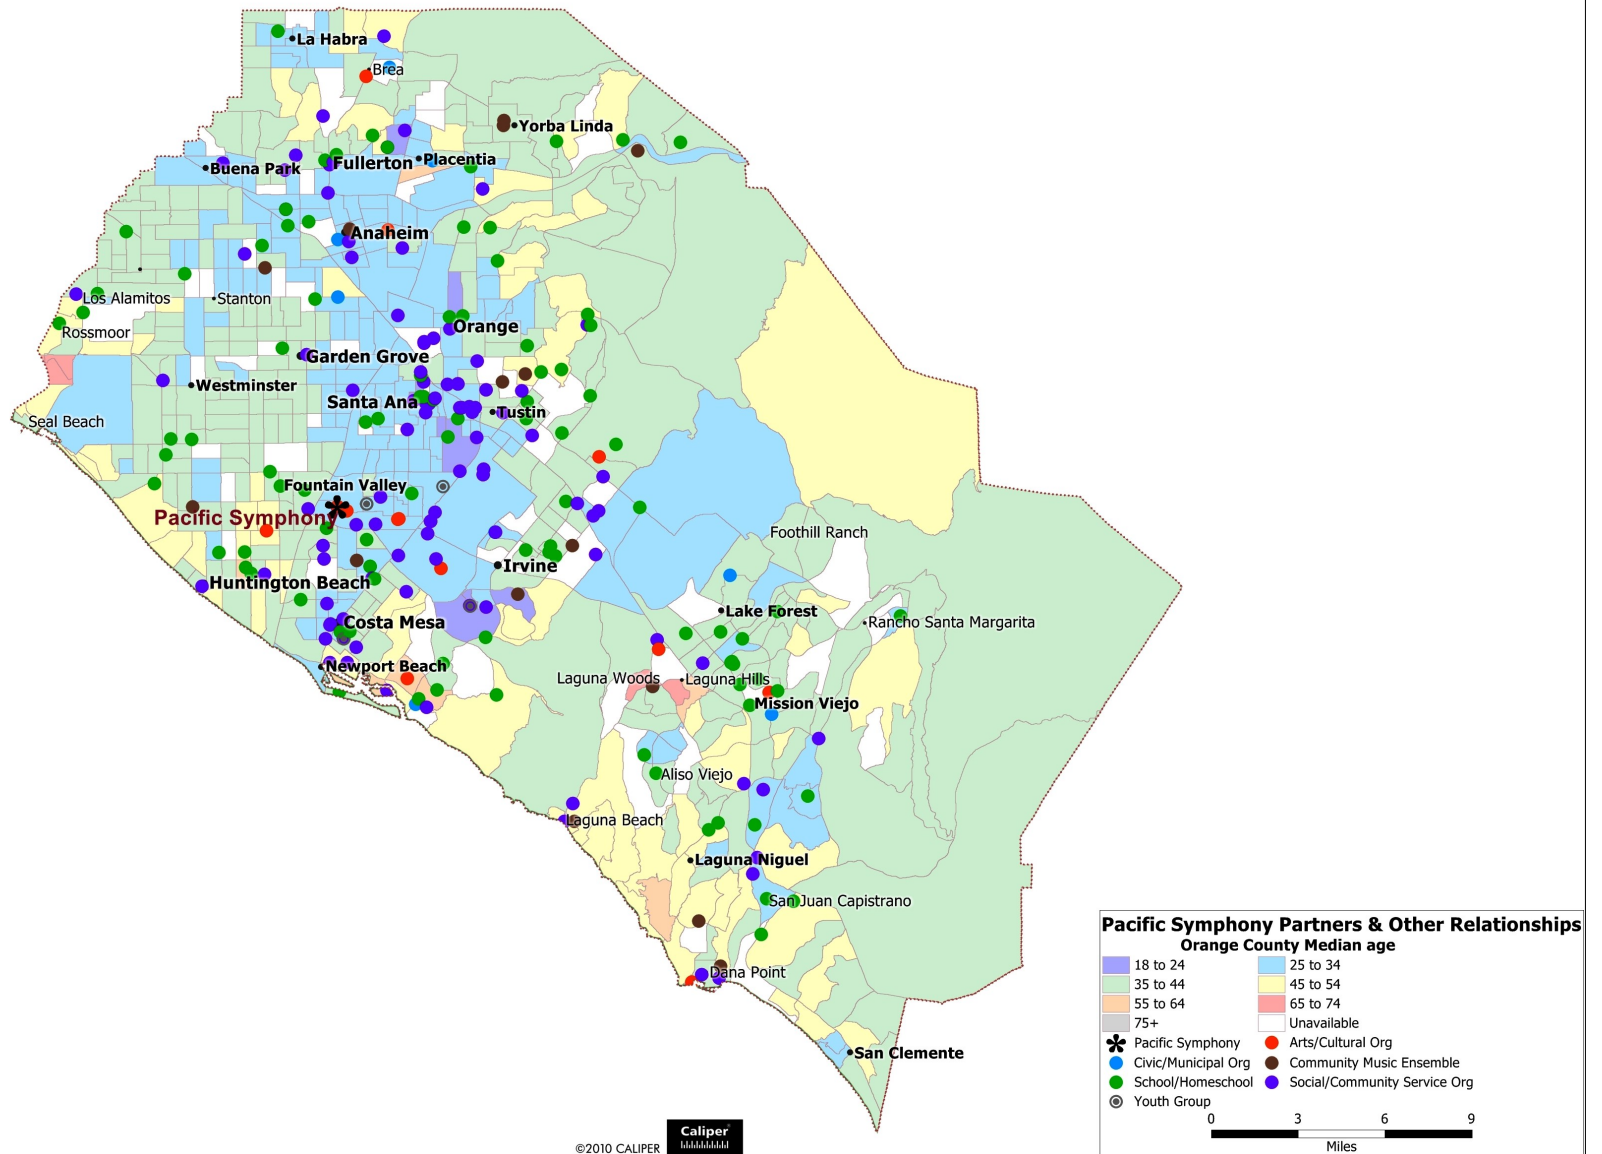 La Habra
Brea
Yorba Linda
Buena Park
Fullerton
Placentia
Anaheim
Los Alamitos
Stanton
Rossmoor
Orange
Garden Grove
Westminster
Santa Ana
Tustin
Seal Beach
Fountain Valley
Pacific Symphony
Foothill Ranch
Irvine
Huntington Beach
Lake Forest
Costa Mesa
Rancho Santa Margarita
Newport Beach
Laguna Woods
Laguna Hills
Mission Viejo
Aliso Viejo
Laguna Beach
Laguna Niguel
San Juan Capistrano
Dana Point
San Clemente
Pacific Symphony Partners & Other Relationships
Orange County Median age
18 to 24
25 to 34
35 to 44
45 to 54
55 to 64
65 to 74
75+
Unavailable
Pacific Symphony
Arts/Cultural Org
Civic/Municipal Org
Community Music Ensemble
School/Homeschool
Social/Community Service Org
Youth Group
0 3 6 9
Miles
©2010 CALIPER
Caliper